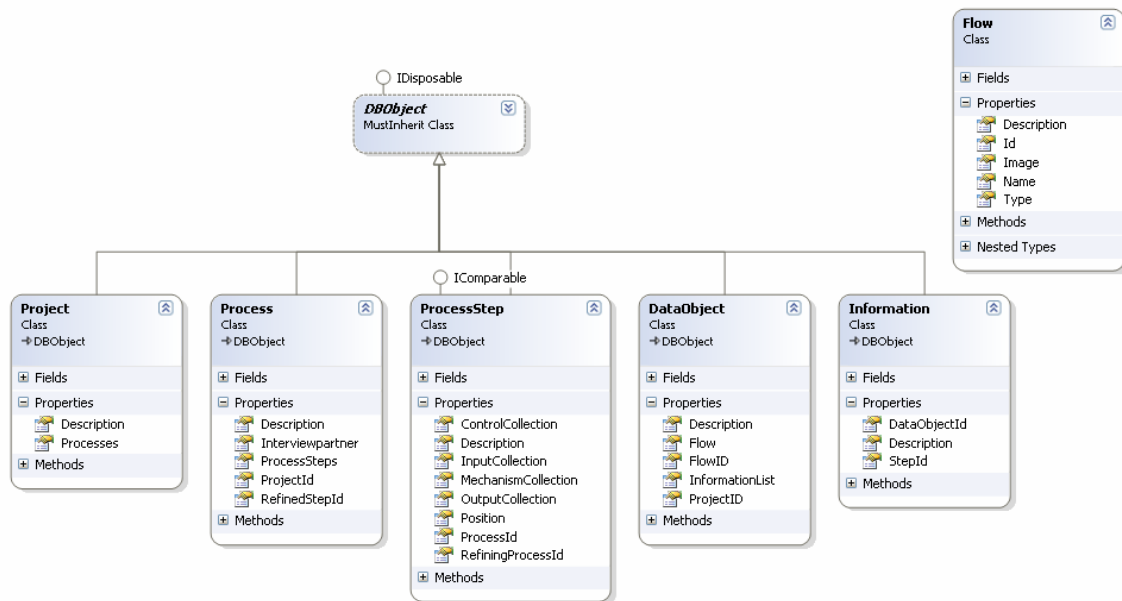 Flow
Class
Fields
Properties
Description
Id
Image
Name
Type
Methods
Nested Types
IDisposable
DBObject
MustInherit Class
Project
Class
DBObject
Fields
Properties
Description
Processes
Methods
Process
Class
DBObject
Fields
Properties
Description
Interviewpartner
ProcessSteps
ProjectId
RefinedStepId
Methods
IComparable
ProcessStep
Class
DBObject
Fields
Properties
ControlCollection
Description
InputCollection
MechanismCollection
OutputCollection
Position
ProcessId
RefiningProcessId
Methods
DataObject
Class
DBObject
Fields
Properties
Description
Flow
FlowID
InformationList
ProjectID
Methods
Information
Class
DBObject
Fields
Properties
DataObjectId
Description
StepId
Methods